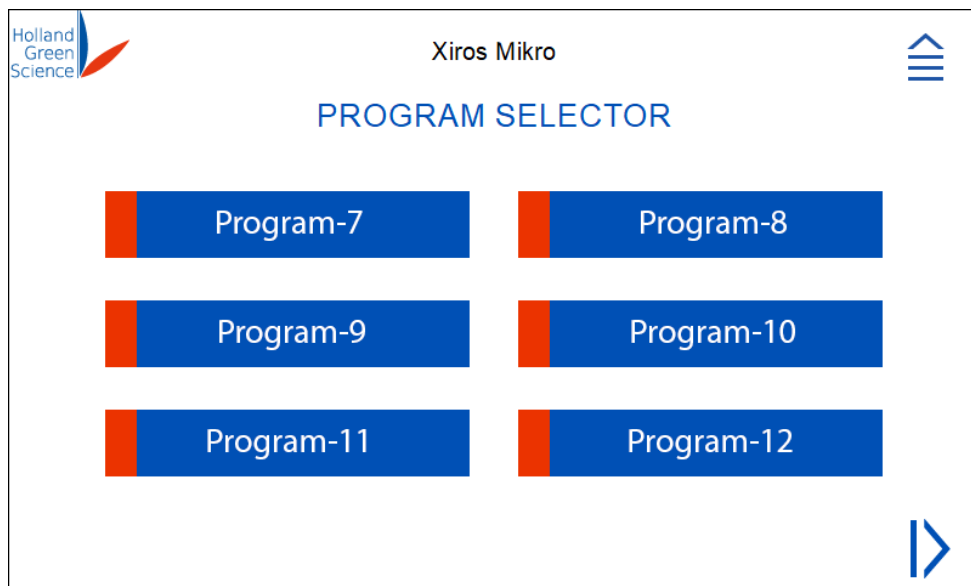 Holland
Green
Science
Xiros Mikro
PROGRAM SELECTOR
Program-7
Program-8
Program-9
Program-10
Program-11
Program-12